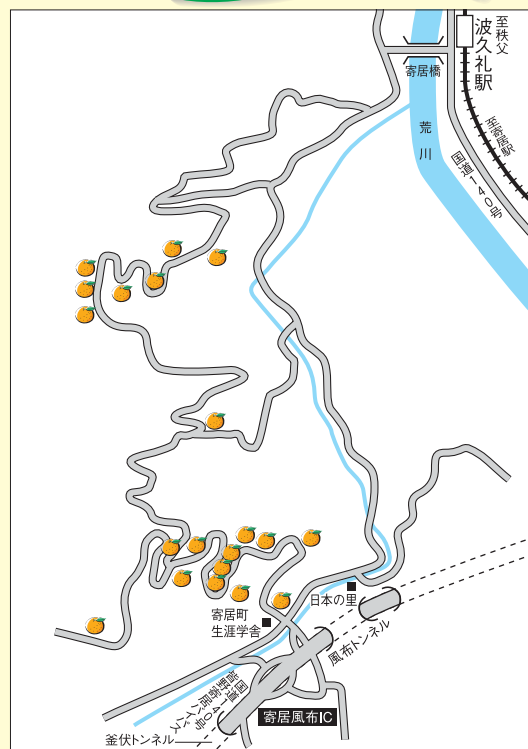 至秩父
波久礼駅
至寄居駅
寄居橋
荒川
国道140号
日本の里
寄居町
生涯学舎
風布トンネル
国道140号
皆野寄居バイパス
寄居風布IC
釜伏トンネル